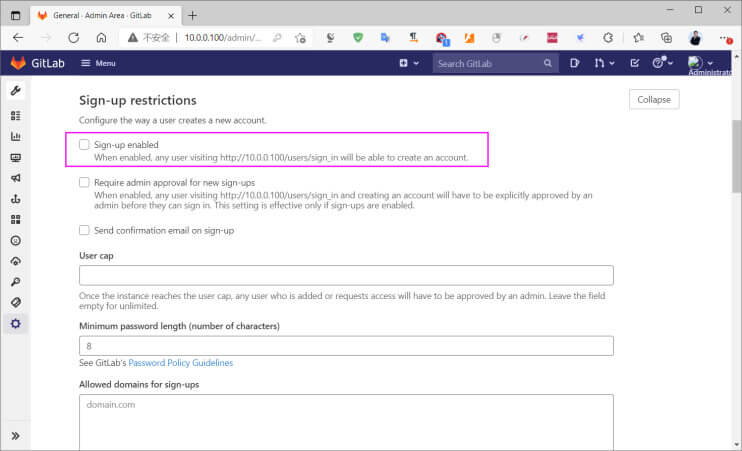 General · Admin Area · GitLab
不安全
10.0.0.100/admin/...
1
GitLab
Menu
Search GitLab
Administrato
Sign-up restrictions
Collapse
Configure the way a user creates a new account.
Sign-up enabled
When enabled, any user visiting http://10.0.0.100/users/sign_in will be able to create an account.
Require admin approval for new sign-ups
When enabled, any user visiting http://10.0.0.100/users/sign_in and creating an account will have to be explicitly approved by an
admin before they can sign in. This setting is effective only if sign-ups are enabled.
Send confirmation email on sign-up
User cap
Once the instance reaches the user cap, any user who is added or requests access will have to be approved by an admin. Leave the field
empty for unlimited.
Minimum password length (number of characters)
8
See GitLab's Password Policy Guidelines
Allowed domains for sign-ups
domain.com